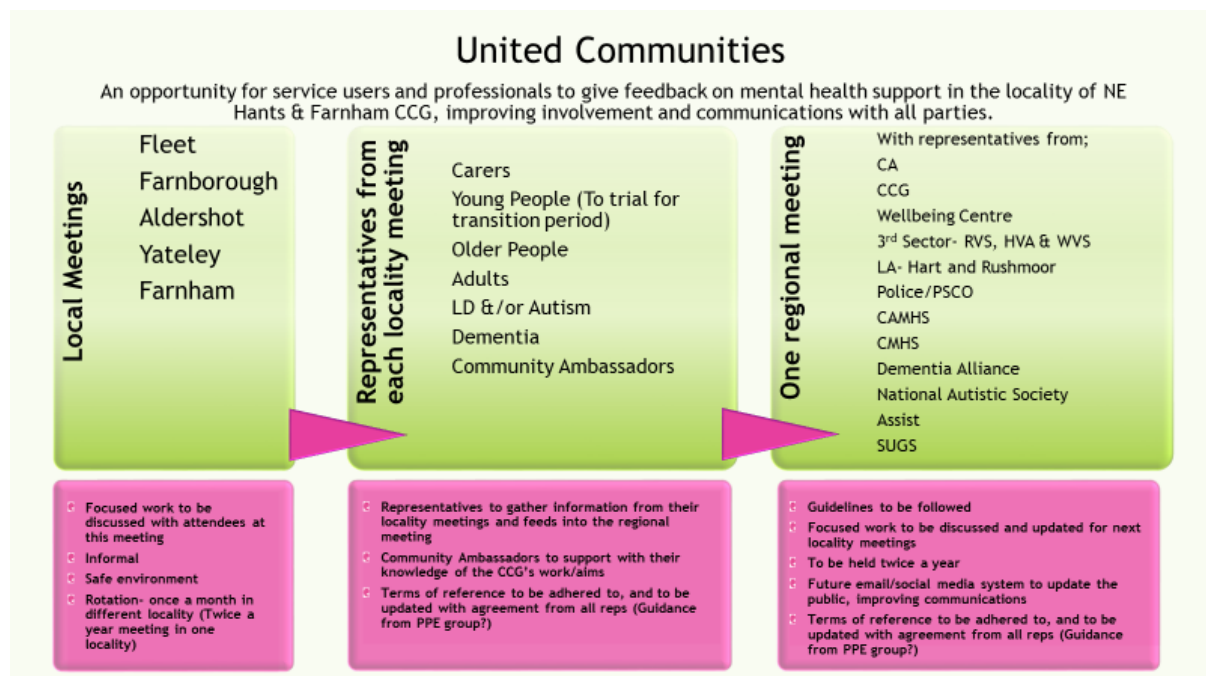 United Communities
An opportunity for service users and professionals to give feedback on mental health support in the locality of NE
Hants & Farnham CCG, improving involvement and communications with all parties.
Local Meetings
Fleet
Farnborough
Aldershot
Yateley
Farnham
Representatives from
each locality meeting
Carers
Young People (To trial for
transition period)
Older People
Adults
LD &/or Autism
Dementia
Community Ambassadors
One regional meeting
With representatives from;
CA
CCG
Wellbeing Centre
3rd Sector- RVS, HVA & WVS
LA- Hart and Rushmoor
Police/PSCO
CAMHS
CMHS
Dementia Alliance
National Autistic Society
Assist
SUGS
Focused work to be
discussed with attendees at
this meeting
Informal
Safe environment
Rotation- once a month in
different locality (Twice a
year meeting in one
locality)
Representatives to gather information from their
locality meetings and feeds into the regional
meeting
Community Ambassadors to support with their
knowledge of the CCG's work/aims
Terms of reference to be adhered to, and to be
updated with agreement from all reps (Guidance
from PPE group?)
Guidelines to be followed
Focused work to be discussed and updated for next
locality meetings
To be held twice a year
Future email/social media system to update the
public, improving communications
Terms of reference to be adhered to, and to be
updated with agreement from all reps (Guidance
from PPE group?)